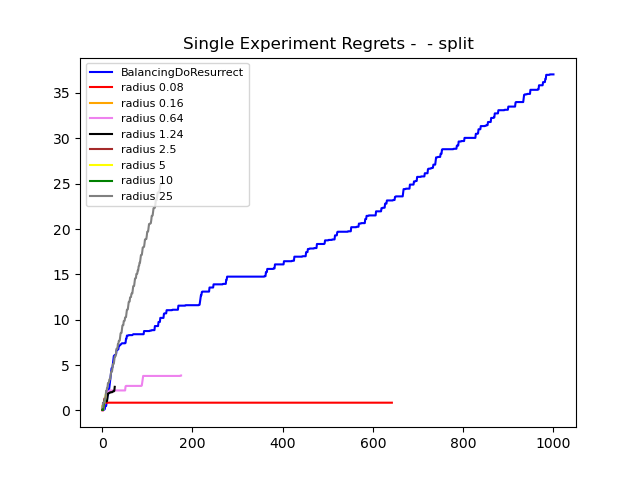 Single Experiment Regrets -  - split
BalancingDoResurrect
radius 0.08
radius 0.16
radius 0.64
radius 1.24
radius 2.5
radius 5
radius 10
radius 25
35
30
25
20
15
10
5
0
0 200 400 600 800 1000